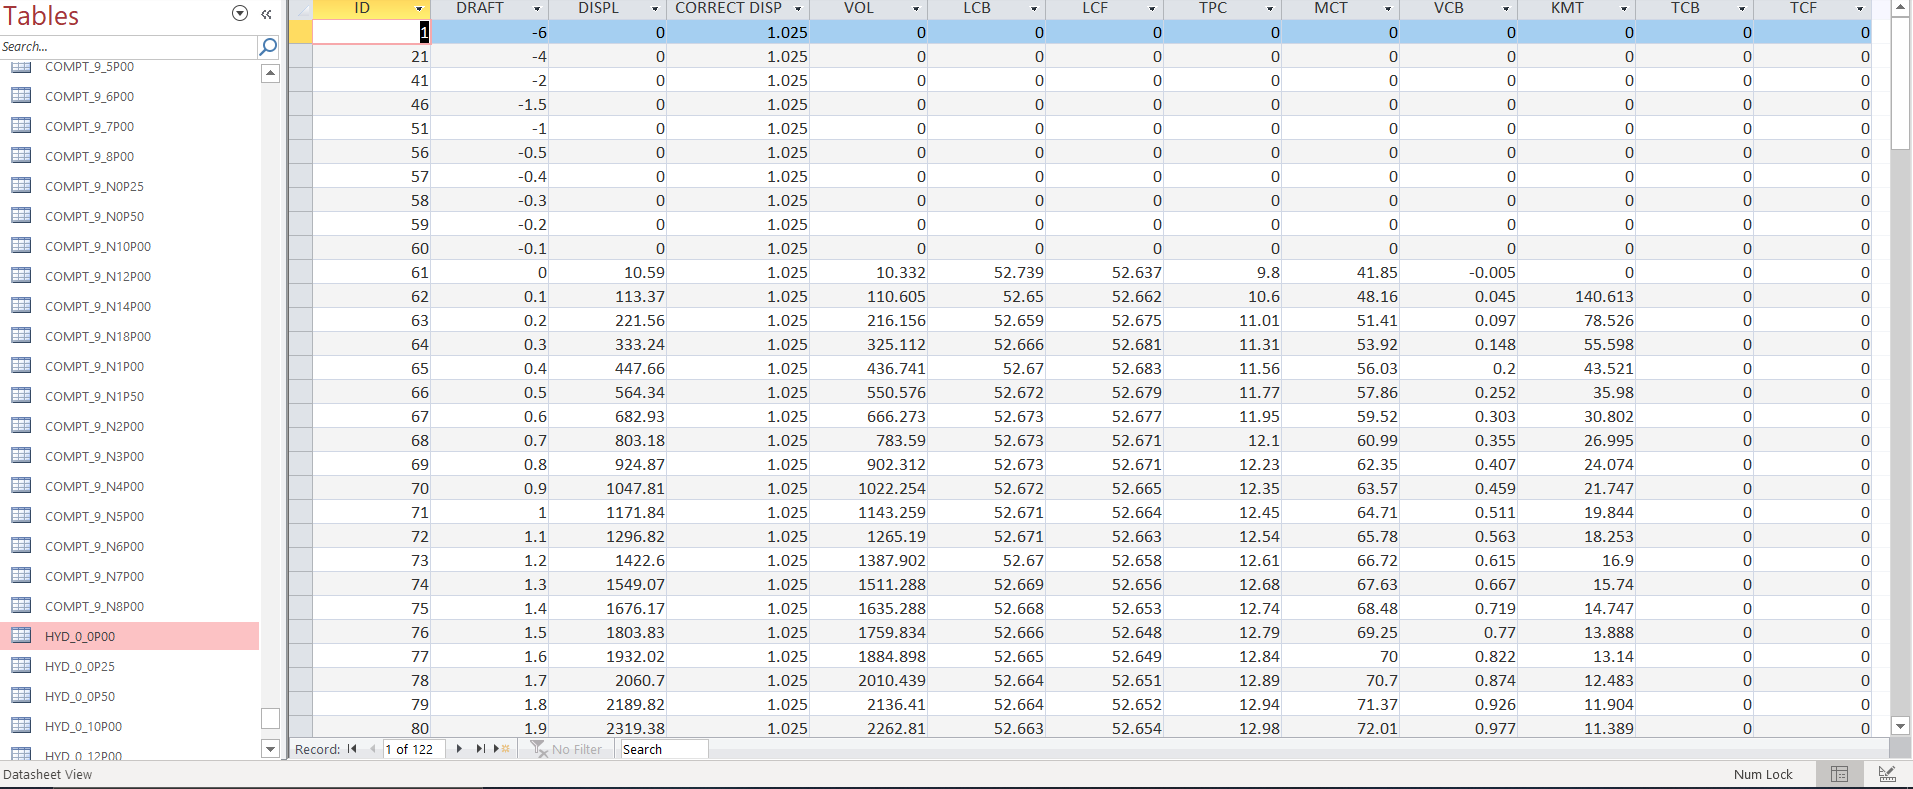 Tables
Search...
COMPT_9_5P00
COMPT_9_6P00
COMPT_9_7P00
COMPT_9_8P00
COMPT_9_N0P25
COMPT_9_N0P50
COMPT_9_N10P00
COMPT_9_N12P00
COMPT_9_N14P00
COMPT_9_N18P00
COMPT_9_N1P00
COMPT_9_N1P50
COMPT_9_N2P00
COMPT_9_N3P00
COMPT_9_N4P00
COMPT_9_N5P00
COMPT_9_N6P00
COMPT_9_N7P00
COMPT_9_N8P00
HYD_0_0P00
HYD_0_0P25
HYD_0_0P50
HYD_0_10P00
HYD_0_12P00
ID DRAFT DISPL CORRECT DISP VOL LCB LCF TPC MCT VCB KMT TCB TCF
1 -6 0 1.025 0 0 0 0 0 0 0 0 0
21 -4 0 1.025 0 0 0 0 0 0 0 0 0
41 -2 0 1.025 0 0 0 0 0 0 0 0 0
46 -1.5 0 1.025 0 0 0 0 0 0 0 0 0
51 -1 0 1.025 0 0 0 0 0 0 0 0 0
56 -0.5 0 1.025 0 0 0 0 0 0 0 0 0
57 -0.4 0 1.025 0 0 0 0 0 0 0 0 0
58 -0.3 0 1.025 0 0 0 0 0 0 0 0 0
59 -0.2 0 1.025 0 0 0 0 0 0 0 0 0
60 -0.1 0 1.025 0 0 0 0 0 0 0 0 0
61 0 10.59 1.025 10.332 52.739 52.637 9.8 41.85 -0.005 0 0 0
62 0.1 113.37 1.025 110.605 52.65 52.662 10.6 48.16 0.045 140.613 0 0
63 0.2 221.56 1.025 216.156 52.659 52.675 11.01 51.41 0.097 78.526 0 0
64 0.3 333.24 1.025 325.112 52.666 52.681 11.31 53.92 0.148 55.598 0 0
65 0.4 447.66 1.025 436.741 52.67 52.683 11.56 56.03 0.2 43.521 0 0
66 0.5 564.34 1.025 550.576 52.672 52.679 11.77 57.86 0.252 35.98 0 0
67 0.6 682.93 1.025 666.273 52.673 52.677 11.95 59.52 0.303 30.802 0 0
68 0.7 803.18 1.025 783.59 52.673 52.671 12.1 60.99 0.355 26.995 0 0
69 0.8 924.87 1.025 902.312 52.673 52.671 12.23 62.35 0.407 24.074 0 0
70 0.9 1047.81 1.025 1022.254 52.672 52.665 12.35 63.57 0.459 21.747 0 0
71 1 1171.84 1.025 1143.259 52.671 52.664 12.45 64.71 0.511 19.844 0 0
72 1.1 1296.82 1.025 1265.19 52.671 52.663 12.54 65.78 0.563 18.253 0 0
73 1.2 1422.6 1.025 1387.902 52.67 52.658 12.61 66.72 0.615 16.9 0 0
74 1.3 1549.07 1.025 1511.288 52.669 52.656 12.68 67.63 0.667 15.74 0 0
75 1.4 1676.17 1.025 1635.288 52.668 52.653 12.74 68.48 0.719 14.747 0 0
76 1.5 1803.83 1.025 1759.834 52.666 52.648 12.79 69.25 0.77 13.888 0 0
77 1.6 1932.02 1.025 1884.898 52.665 52.649 12.84 70 0.822 13.14 0 0
78 1.7 2060.7 1.025 2010.439 52.664 52.651 12.89 70.7 0.874 12.483 0 0
79 1.8 2189.82 1.025 2136.41 52.664 52.652 12.94 71.37 0.926 11.904 0 0
80 1.9 2319.38 1.025 2262.81 52.663 52.654 12.98 72.01 0.977 11.389 0 0
Record: 1 of 122 No Filter Search
Datasheet View Num Lock